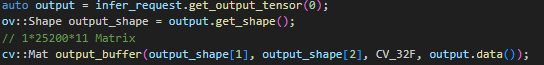 auto output = infer_request.get_output_tensor(0);
ov::Shape output_shape = output.get_shape();
// 1*25200*11 Matrix
cv::Mat output_buffer(output_shape[1], output_shape[2], CV_32F, output.data());